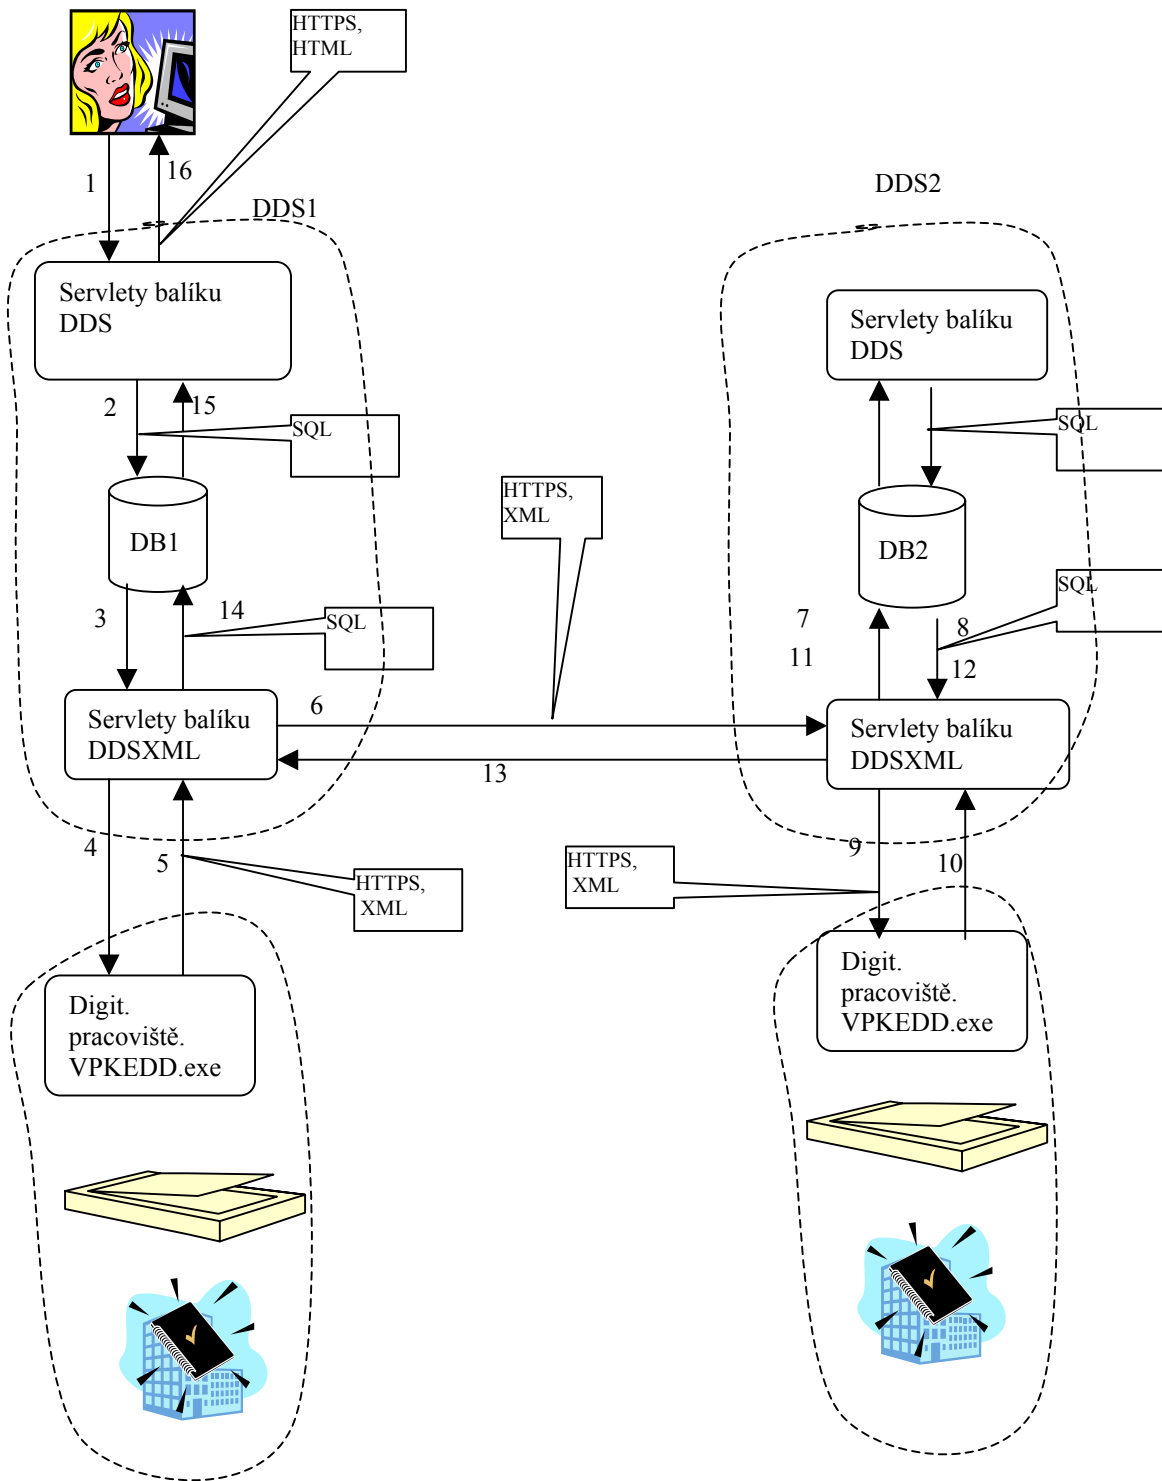 HTTPS,
HTML
1
16
DDS1
DDS2
Servlety balíku
DDS
Servlety balíku
DDS
2
15
SQL
SQL
HTTPS,
XML
DB1
DB2
3
14
SQL
7
8
SQL
11
12
6
Servlety balíku
DDSXML
Servlety balíku
DDSXML
13
4
5
9
10
HTTPS,
XML
HTTPS,
XML
Digit.
pracoviště.
VPKEDD.exe
Digit.
pracoviště.
VPKEDD.exe